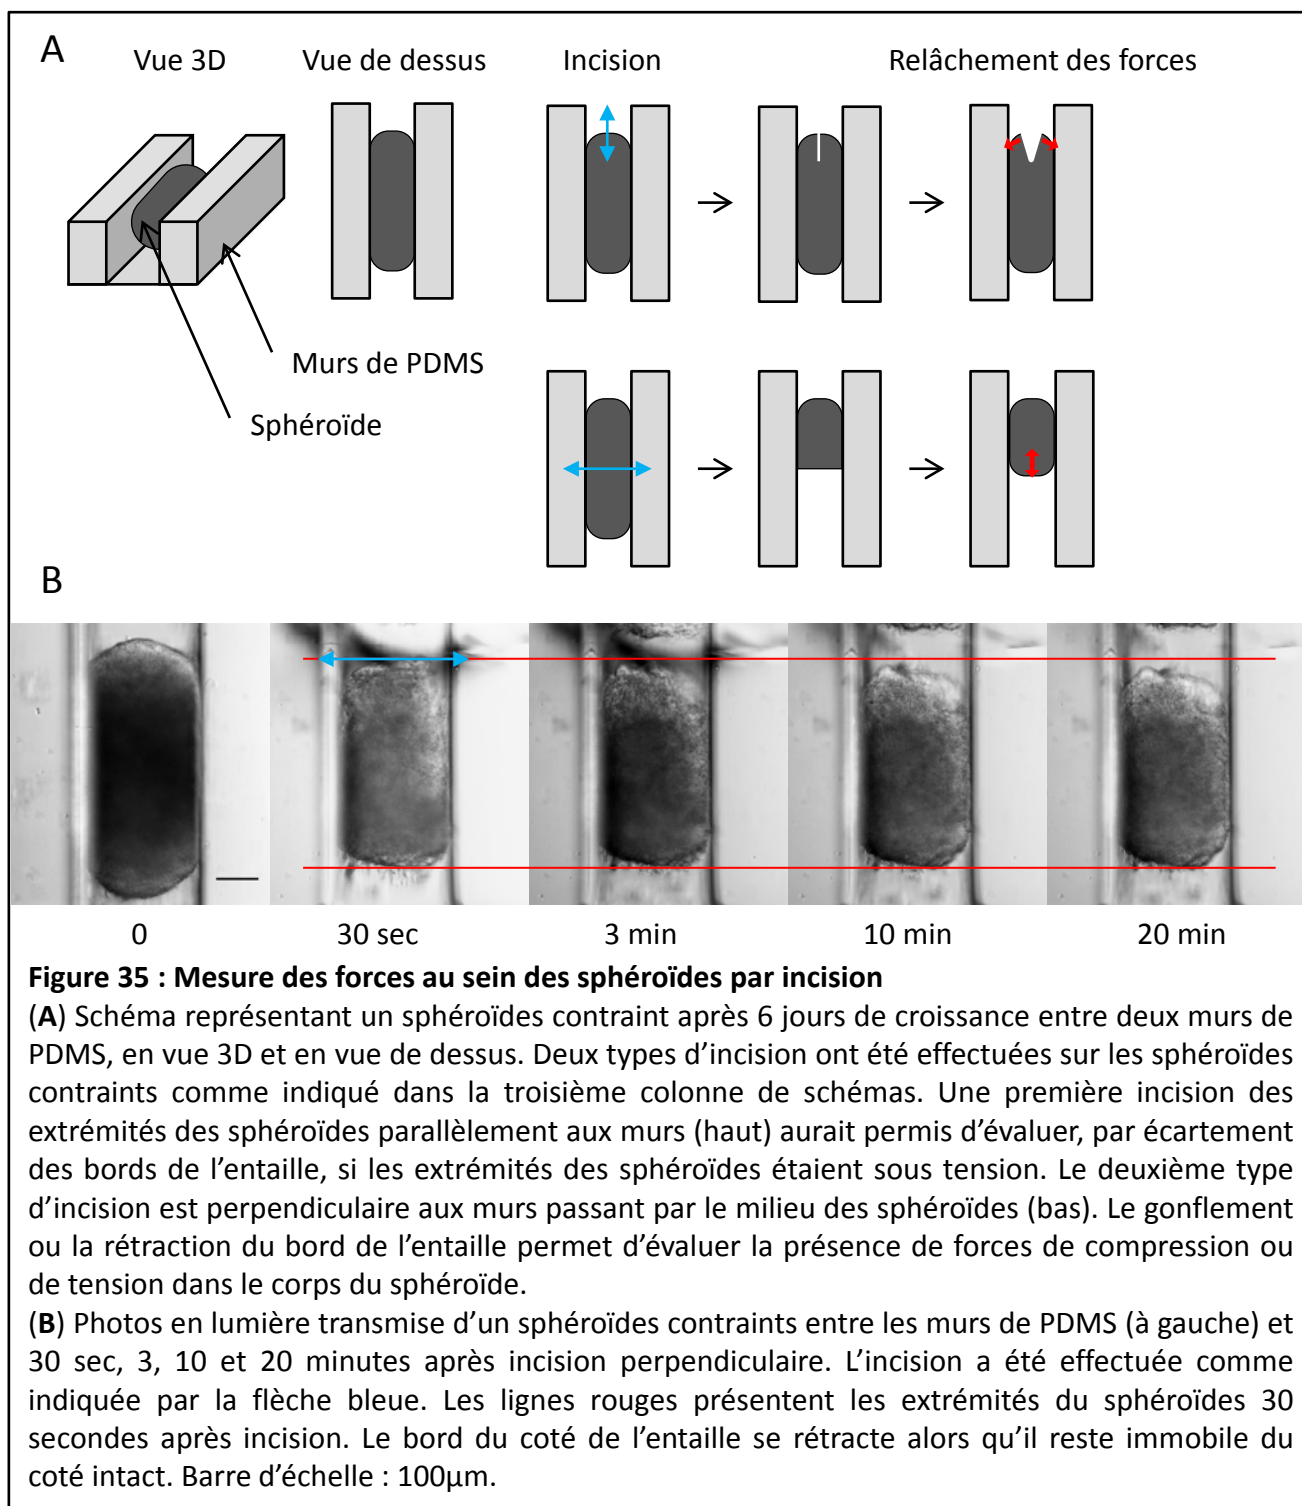 A
Vue 3D
Vue de dessus
Incision
Relâchement des forces
Murs de PDMS
Sphéroïde
B
0
30 sec
3 min
10 min
20 min
Figure 35 : Mesure des forces au sein des sphéroïdes par incision
(A) Schéma représentant un sphéroïdes contraint après 6 jours de croissance entre deux murs de
PDMS, en vue 3D et en vue de dessus. Deux types d’incision ont été effectuées sur les sphéroïdes
contraints comme indiqué dans la troisième colonne de schémas. Une première incision des
extrémités des sphéroïdes parallèlement aux murs (haut) aurait permis d’évaluer, par écartement
des bords de l’entaille, si les extrémités des sphéroïdes étaient sous tension. Le deuxième type
d’incision est perpendiculaire aux murs passant par le milieu des sphéroïdes (bas). Le gonflement
ou la rétraction du bord de l’entaille permet d’évaluer la présence de forces de compression ou
de tension dans le corps du sphéroïde.
(B) Photos en lumière transmise d’un sphéroïdes contraints entre les murs de PDMS (à gauche) et
30 sec, 3, 10 et 20 minutes après incision perpendiculaire. L’incision a été effectuée comme
indiquée par la flèche bleue. Les lignes rouges présentent les extrémités du sphéroïdes 30
secondes après incision. Le bord du coté de l’entaille se rétracte alors qu’il reste immobile du
coté intact. Barre d’échelle : 100μm.